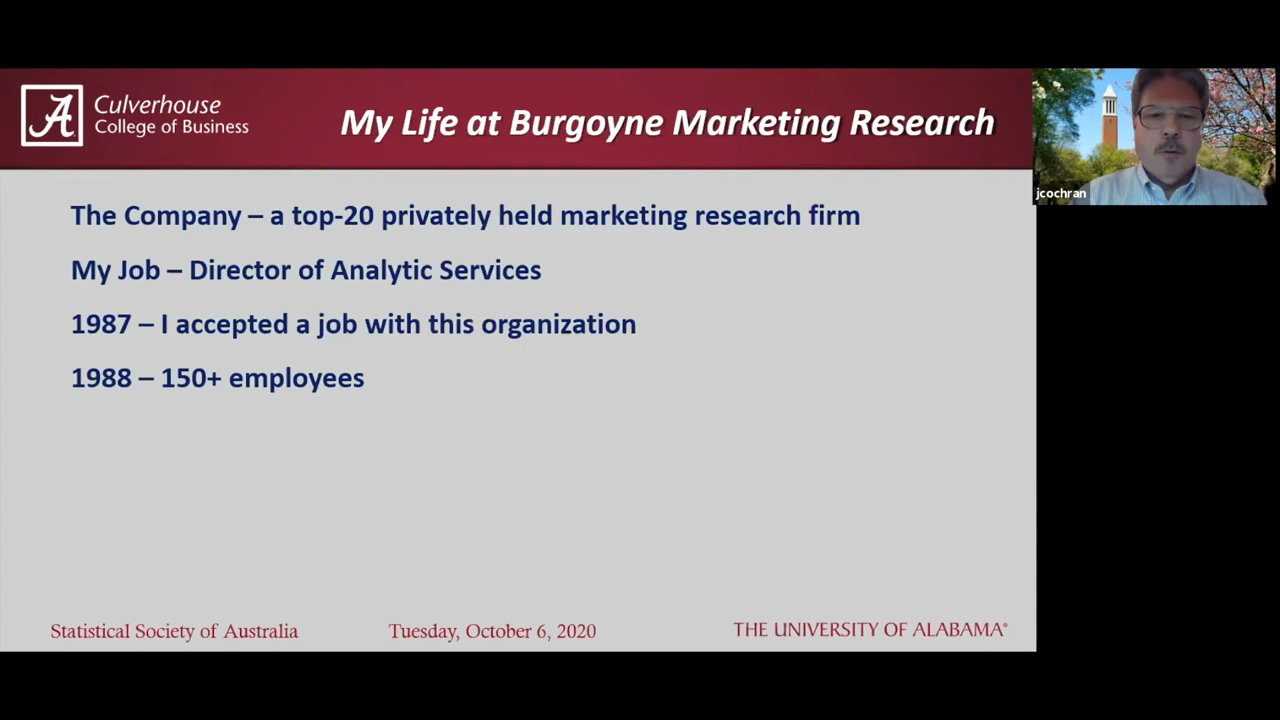 Culverhouse
College of Business
My Life at Burgoyne Marketing Research
jcochran
The Company – a top-20 privately held marketing research firm
My Job – Director of Analytic Services
1987 – I accepted a job with this organization
1988 – 150+ employees
Statistical Society of Australia
Tuesday, October 6, 2020
THE UNIVERSITY OF ALABAMA®